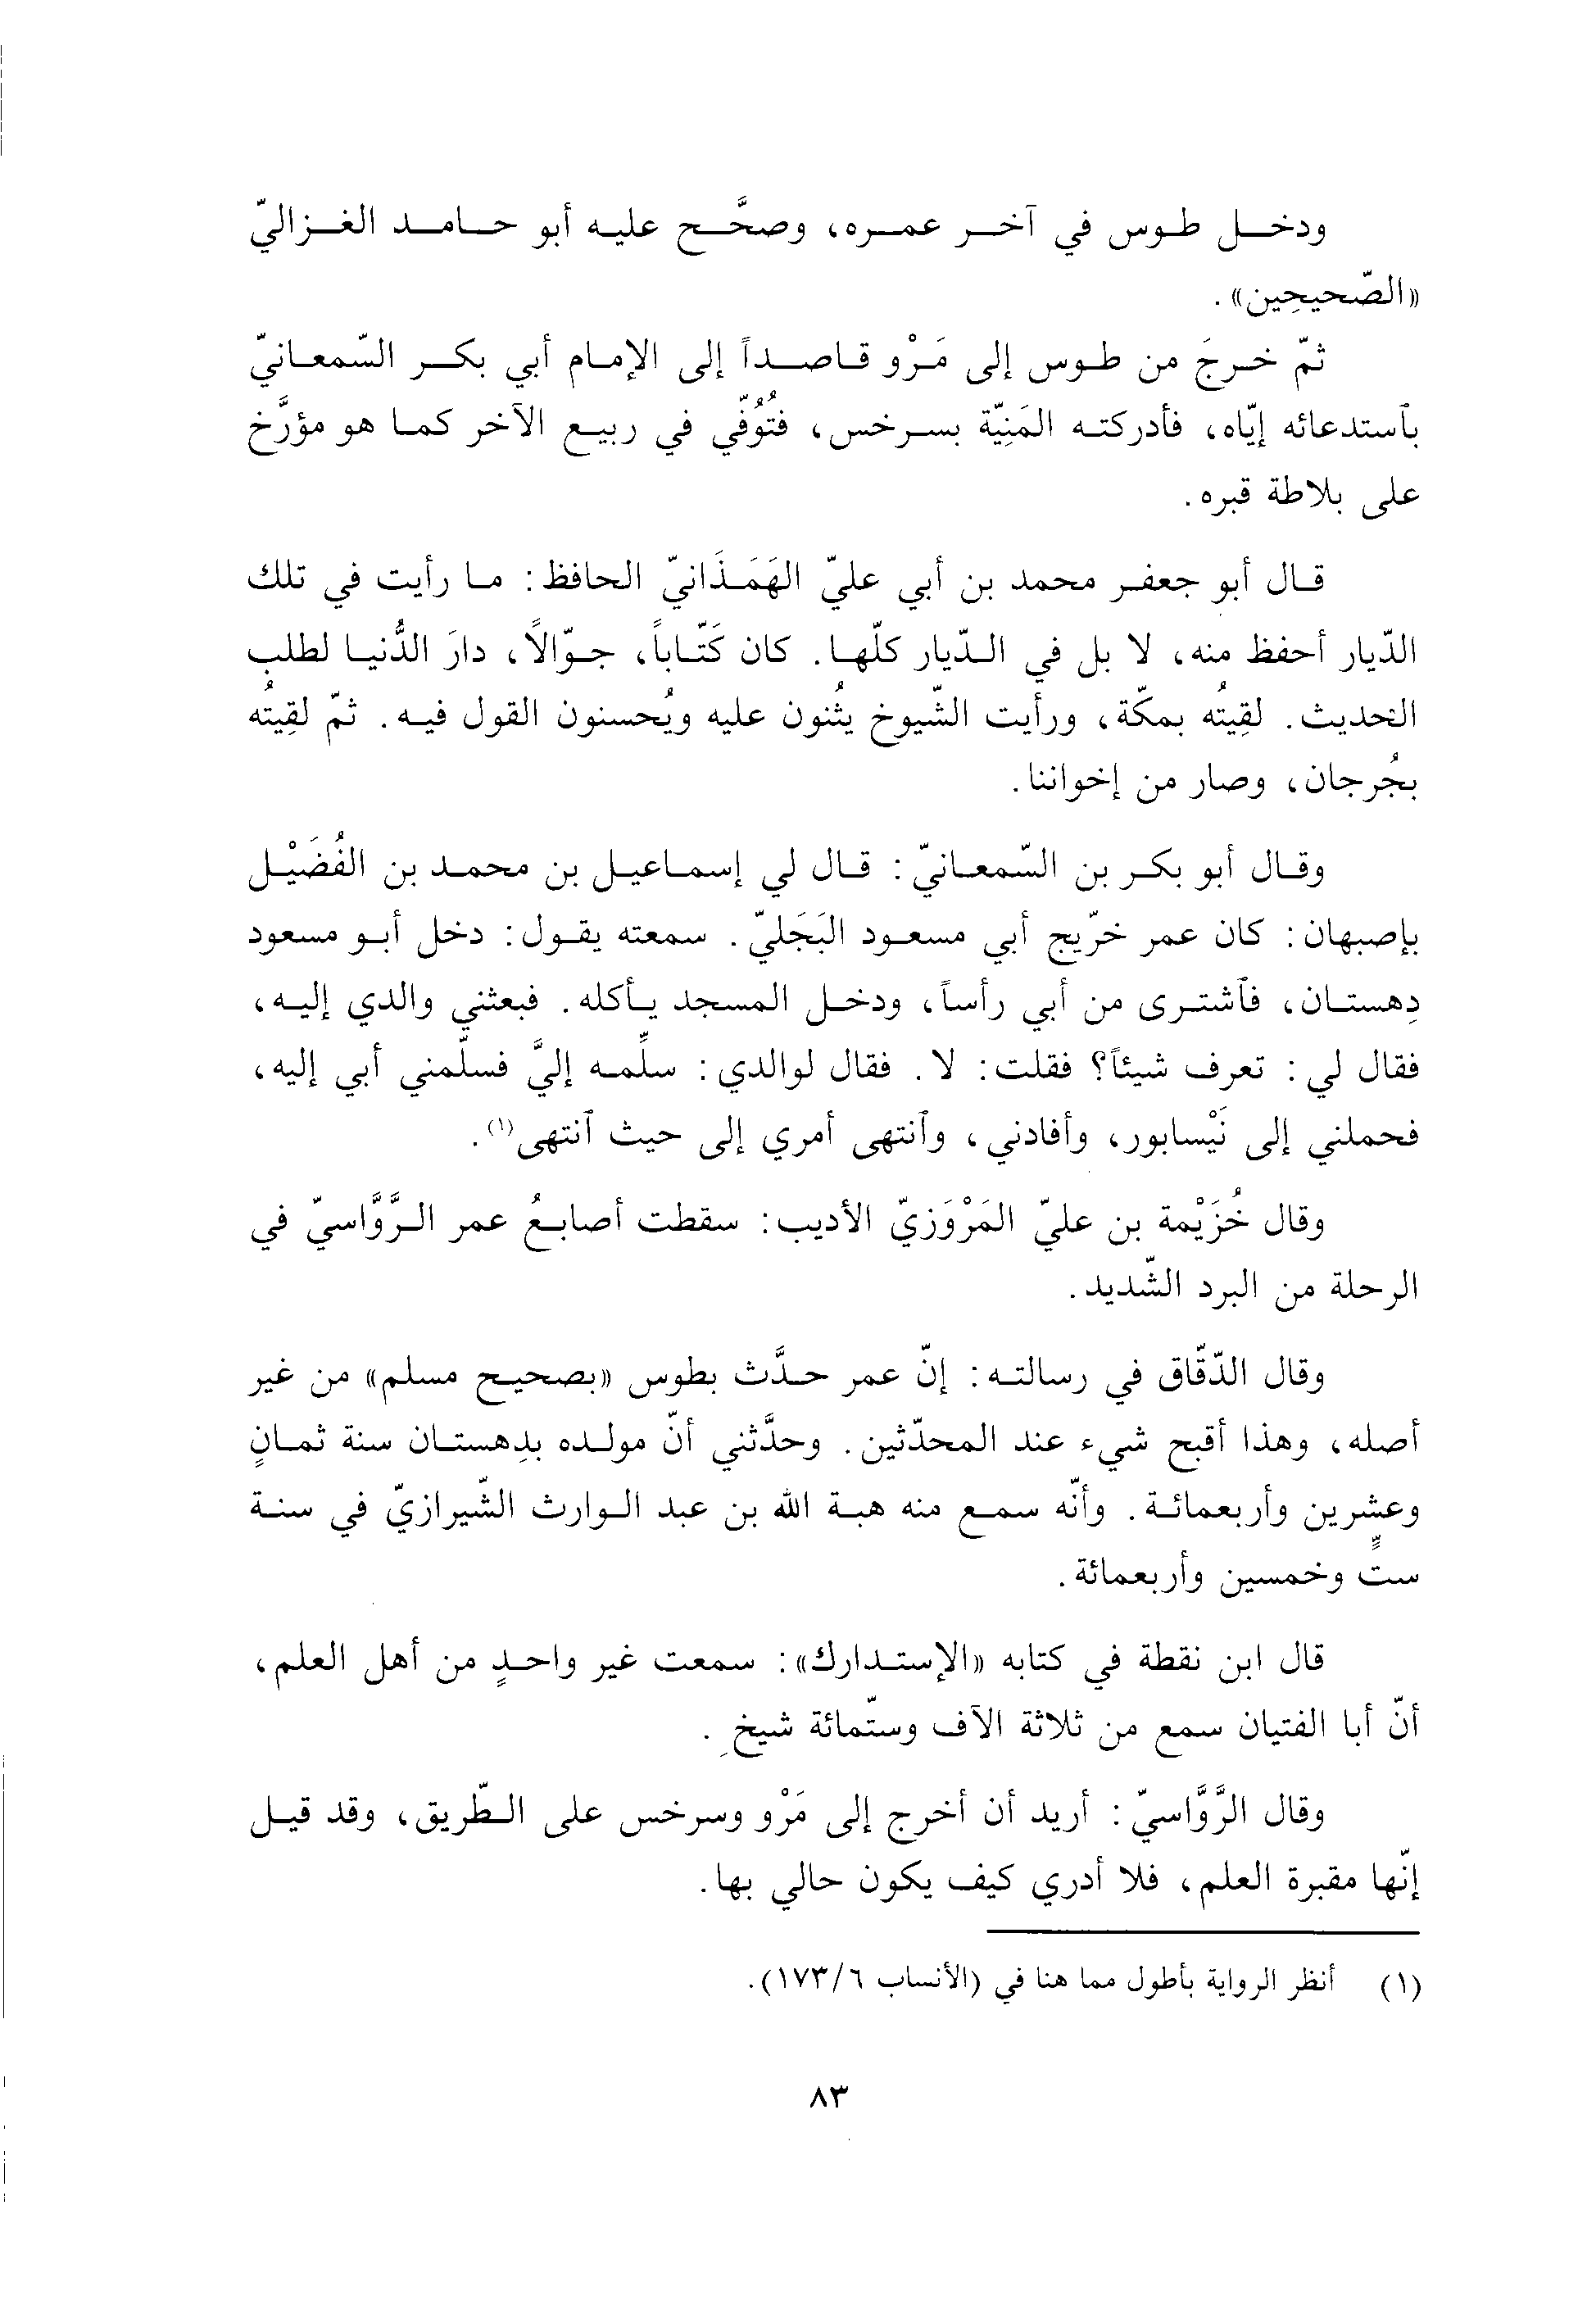 ودخل طوس في آخر عمره، وصحَّح عليه أبو حامد الغزاليّ
«الصّحيحِين».
ثمّ خرجَ من طوس إلى مَرْو قاصداً إلى الإمام أبي بكر السّمعانيّ
بٱستدعائه إيّاه، فأدركته المَنِيّة بسرخس، فتُوُفّي في ربيع الآخر كما هو مؤرَّخ
على بلاطة قبره.
قال أبو جعفر محمد بن أبي عليّ الهَمَذَانيّ الحافظ: ما رأيت في تلك
الدّيار أحفظ منه، لا بل في الدّيار كلّها. كان كَتّاباً، جوّالاً، دارَ الدُّنيا لطلب
الحديث. لقِيتُه بمكّة، ورأيت الشّيوخ يثُنون عليه ويُحسنون القول فيه. ثمّ لقِيتُه
بجُرجان، وصار من إخواننا.
وقال أبو بكر بن السّمعانيّ: قال لي إسماعيل بن محمد بن الفُضَيْل
بإصبهان: كان عمر خرّيج أبي مسعود البَجَليّ. سمعته يقول: دخل أبو مسعود
دِهستان، فٱشترى من أبي رأساً، ودخل المسجد يأكله. فبعثني والدي إليه،
فقال لي: تعرف شيئاً؟ فقلت: لا. فقال لوالدي: سلِّمه إليَّ فسلّمني أبي إليه،
فحملني إلى نَيْسابور، وأفادني، وٱنتهى أمري إلى حيث ٱنتهى(١).
وقال خُزَيْمة بن عليّ المَرْوَزيّ الأديب: سقطت أصابعُ عمر الرَّوَّاسيّ في
الرحلة من البرد الشّديد.
وقال الدّقّاق في رسالته: إنّ عمر حدَّث بطوس «بصحيح مسلم» من غير
أصله، وهذا أقبح شيء عند المحدّثين. وحدَّثني أنّ مولده بدِهستان سنة ثمانٍ
وعشرين وأربعمائة. وأنّه سمع منه هبة الله بن عبد الوارث الشّيرازيّ في سنة
ستٍّ وخمسين وأربعمائة.
قال ابن نقطة في كتابه «الإستدارك»: سمعت غير واحدٍ من أهل العلم،
أنّ أبا الفتيان سمع من ثلاثة الآف وستّمائة شيخٍ.
وقال الرَّوَّاسيّ: أريد أن أخرج إلى مَرْو وسرخس على الطّريق، وقد قيل
إنّها مقبرة العلم، فلا أدري كيف يكون حالي بها.
(١) أنظر الرواية بأطول مما هنا في (الأنساب ٦/١٧٣).
٨٣